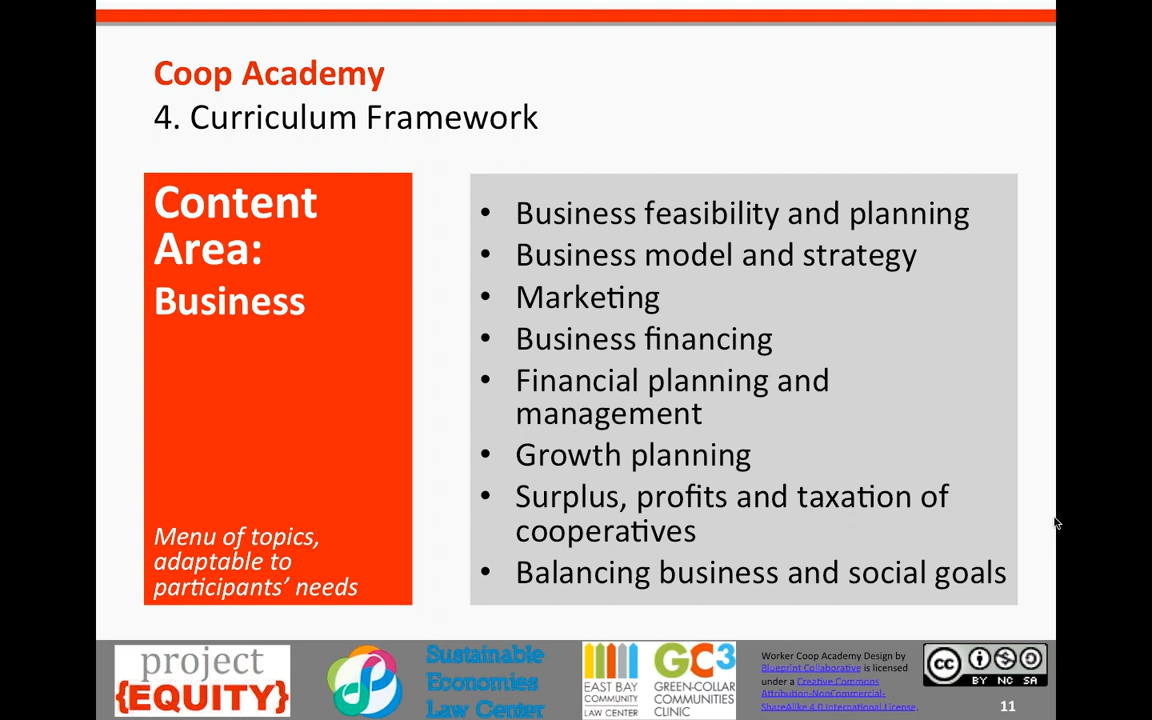 Coop Academy
4. Curriculum Framework
Content
Area:
Business
Menu of topics,
adaptable to
participants’ needs
• Business feasibility and planning
• Business model and strategy
• Marketing
• Business financing
• Financial planning and
management
• Growth planning
• Surplus, profits and taxation of
cooperatives
• Balancing business and social goals
project
{EQUITY}
Sustainable
Economies
Law Center
EAST BAY
COMMUNITY
LAW CENTER
GC3
GREEN-COLLAR
COMMUNITIES
CLINIC
Worker Coop Academy Design by
Blueprint Collaborative is licensed
under a Creative Commons
Attribution-NonCommercial-
ShareAlike 4.0 International License.
cc
BY NC SA
11